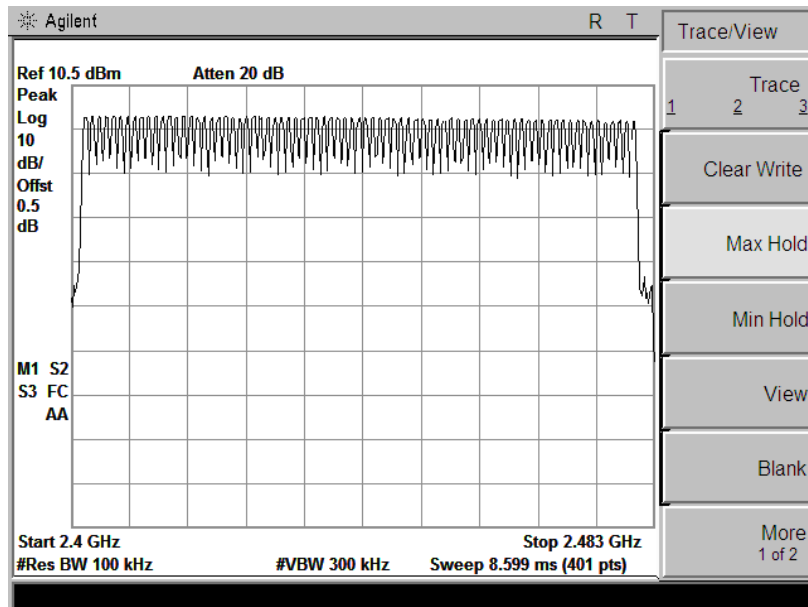 Agilent R T
Trace/View
Ref 10.5 dBm Atten 20 dB
Peak
Log
10
dB/
Offst
0.5
dB
M1 S2
S3 FC
AA
Start 2.4 GHz Stop 2.483 GHz
#Res BW 100 kHz #VBW 300 kHz Sweep 8.599 ms (401 pts)
Trace
1 2 3
Clear Write
Max Hold
Min Hold
View
Blank
More
1 of 2